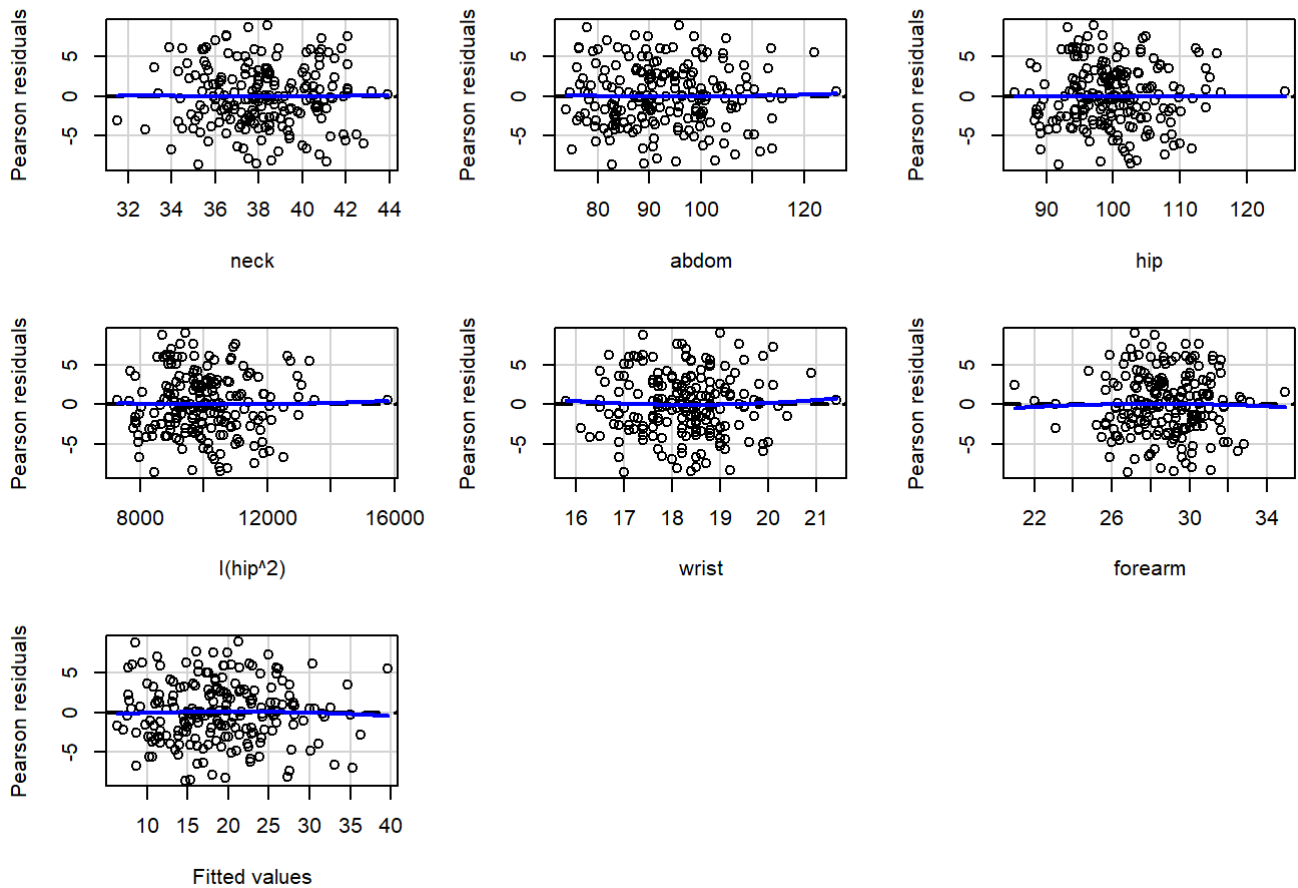 Pearson residuals
-5 0 5
32 34 36 38 40 42 44
neck
Pearson residuals
-5 0 5
80 90 100 120
abdom
Pearson residuals
-5 0 5
90 100 110 120
hip
Pearson residuals
-5 0 5
8000 12000 16000
I(hip^2)
Pearson residuals
-5 0 5
16 17 18 19 20 21
wrist
Pearson residuals
-5 0 5
22 26 30 34
forearm
Pearson residuals
-5 0 5
10 15 20 25 30 35 40
Fitted values